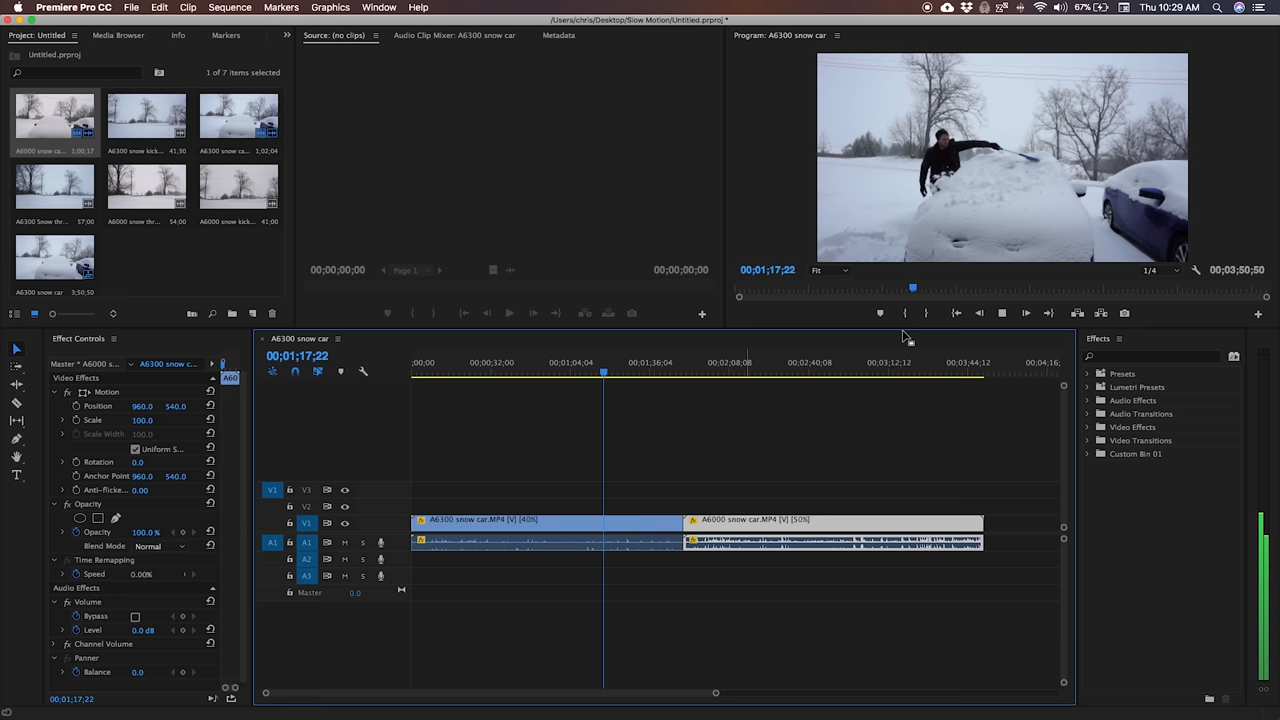 Premiere Pro CC File Edit Clip Sequence Markers Graphics Window Help 67% Thu 10:29 AM
/Users/chris/Desktop/Slow Motion/Untitled.prproj *
Project: Untitled Media Browser Info Markers
Source: (no clips) Audio Clip Mixer: A6300 snow car Metadata
Program: A6300 snow car
Untitled.prproj
1 of 7 items selected
A6000 snow ca... 1;00;17 A6300 snow kick... 41;30 A6300 snow ca... 1;02;04
A6300 Snow thr... 57;00 A6000 snow thr... 54;00 A6000 snow kick... 41;00
A6300 snow car 3;50;50
00;00;00;00 Page 1 00;00;00;00
00;01;17;22 Fit 1/4 00;03;50;50
Effect Controls
Master * A6000 s... A6300 snow c...
Video Effects A60
fx Motion
Position 960.0 540.0
Scale 100.0
Scale Width 100.0
Uniform S...
Rotation 0.0
Anchor Point 960.0 540.0
Anti-flicke... 0.00
fx Opacity
Opacity 100.0 %
Blend Mode Normal
Time Remapping
Speed 0.00%
Audio Effects
fx Volume
Bypass
Level 0.0 dB
fx Channel Volume
Panner
Balance 0.0
00;01;17;22
A6300 snow car
00;01;17;22
;00;00 00;00;32;00 00;01;04;04 00;01;36;04 00;02;08;08 00;02;40;08 00;03;12;12 00;03;44;12 00;04;16;
V1 V3
V2
V1 fx A6300 snow car.MP4 [V] [40%] fx A6000 snow car.MP4 [V] [50%]
A1 A1 M S
A2 M S
A3 M S
Master 0.0
Effects
Presets
Lumetri Presets
Audio Effects
Audio Transitions
Video Effects
Video Transitions
Custom Bin 01